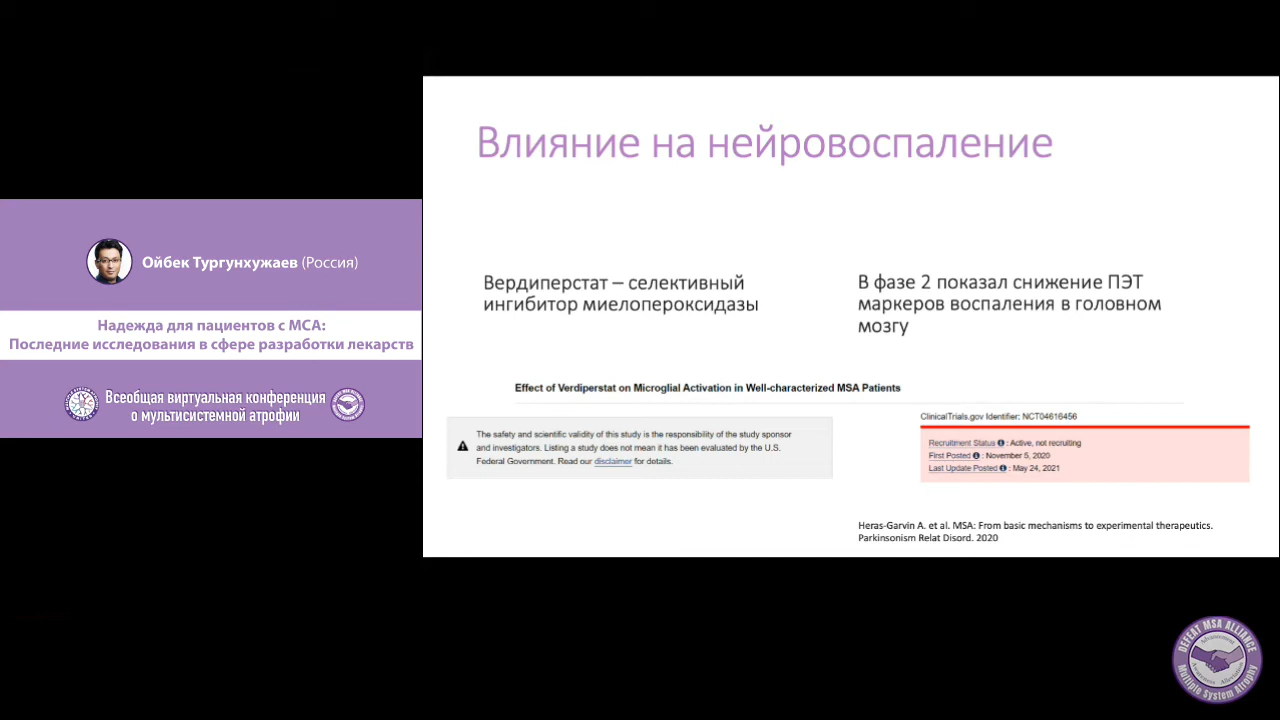 Влияние на нейровоспаление
Ойбек Тургунхужаев (Россия)
Надежда для пациентов с МСА:
Последние исследования в сфере разработки лекарств
Всеобщая виртуальная конференция
о мультисистемной атрофии
Вердиперстат – селективный
ингибитор миелопероксидазы
В фазе 2 показал снижение ПЭТ
маркеров воспаления в головном
мозгу
Effect of Verdiperstat on Microglial Activation in Well-characterized MSA Patients
The safety and scientific validity of this study is the responsibility of the study sponsor
and investigators. Listing a study does not mean it has been evaluated by the U.S.
Federal Government. Read our disclaimer for details.
ClinicalTrials.gov Identifier: NCT04616456
Recruitment Status : Active, not recruiting
First Posted : November 5, 2020
Last Update Posted : May 24, 2021
Heras-Garvin A. et al. MSA: From basic mechanisms to experimental therapeutics.
Parkinsonism Relat Disord. 2020
DEFEAT MSA ALLIANCE
Multiple System Atrophy